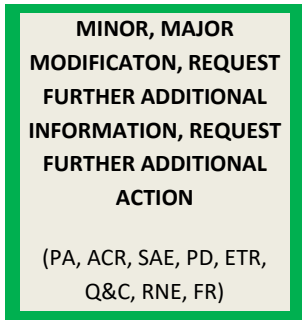 MINOR, MAJOR
MODIFICATON, REQUEST
FURTHER ADDITIONAL
INFORMATION, REQUEST
FURTHER ADDITIONAL
ACTION
(PA, ACR, SAE, PD, ETR,
Q&C, RNE, FR)